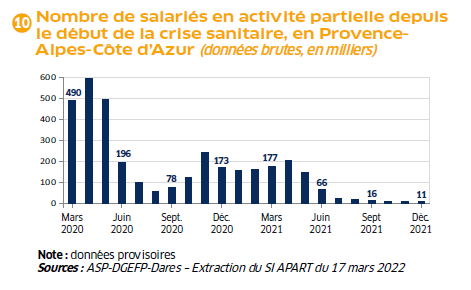 10 Nombre de salariés en activité partielle depuis
le début de la crise sanitaire, en Provence-
Alpes-Côte d'Azur (données brutes, en milliers)
600
500
400
300
200
100
0
490
196
78
173
177
66
16
11
Mars Juin Sept. Déc. Mars Juin Sept Déc.
2020 2020 2020 2020 2021 2021 2021 2021
Note : données provisoires
Sources : ASP-DGEFP-Dares – Extraction du SI APART du 17 mars 2022